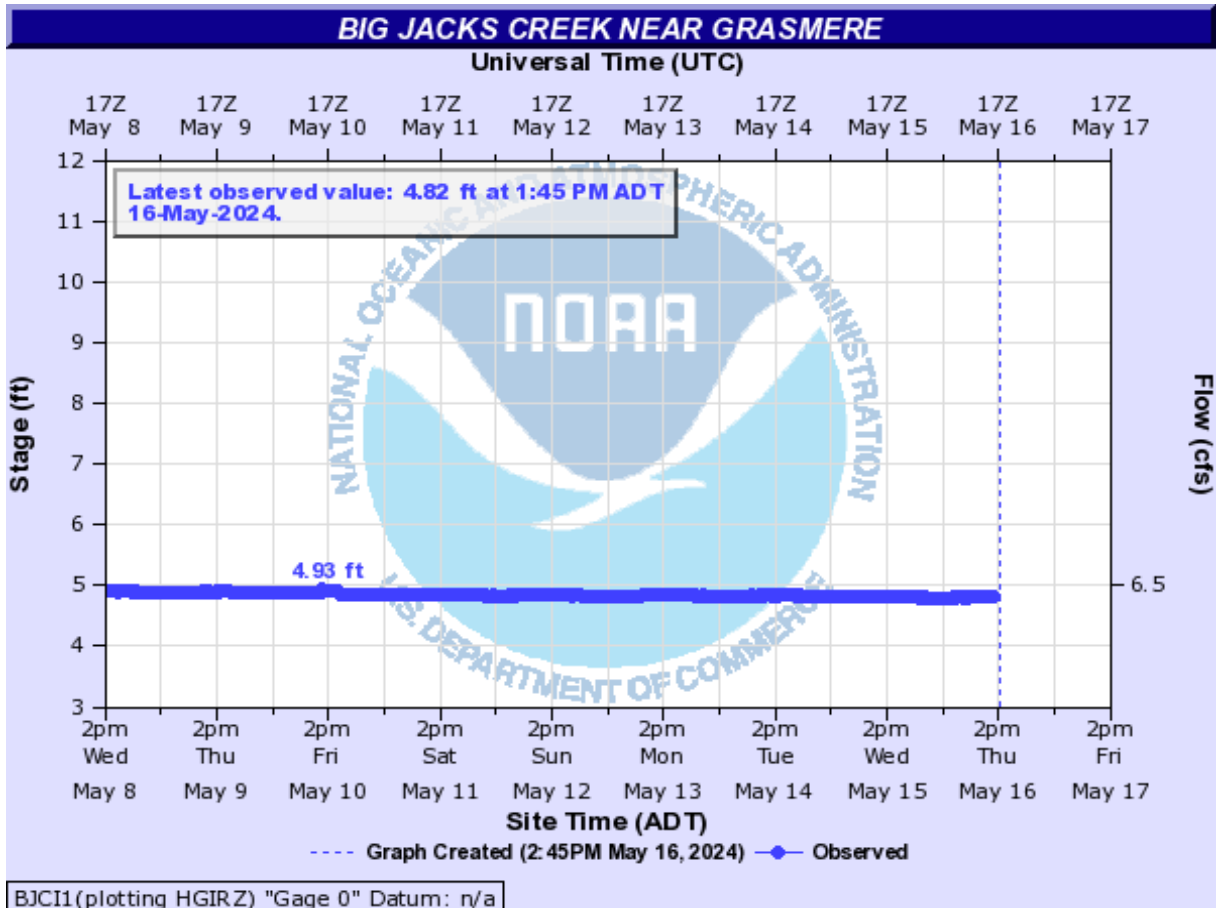 BIG JACKS CREEK NEAR GRASMERE
Universal Time (UTC)
17Z 17Z 17Z 17Z 17Z 17Z 17Z 17Z 17Z 17Z
May 8 May 9 May 10 May 11 May 12 May 13 May 14 May 15 May 16 May 17
12
Latest observed value: 4.82 ft at 1:45 PM ADT
16-May-2024.
11
10
9
8
7
6
5
4
3
Stage (ft)
Flow (cfs)
6.5
4.93 ft
NATIONAL OCEANIC AND ATMOSPHERIC ADMINISTRATION
NOAA
U.S. DEPARTMENT OF COMMERCE
2pm 2pm 2pm 2pm 2pm 2pm 2pm 2pm 2pm 2pm
Wed Thu Fri Sat Sun Mon Tue Wed Thu Fri
May 8 May 9 May 10 May 11 May 12 May 13 May 14 May 15 May 16 May 17
Site Time (ADT)
Graph Created (2:45PM May 16, 2024) Observed
BJCI1(plotting HGIRZ) "Gage 0" Datum: n/a